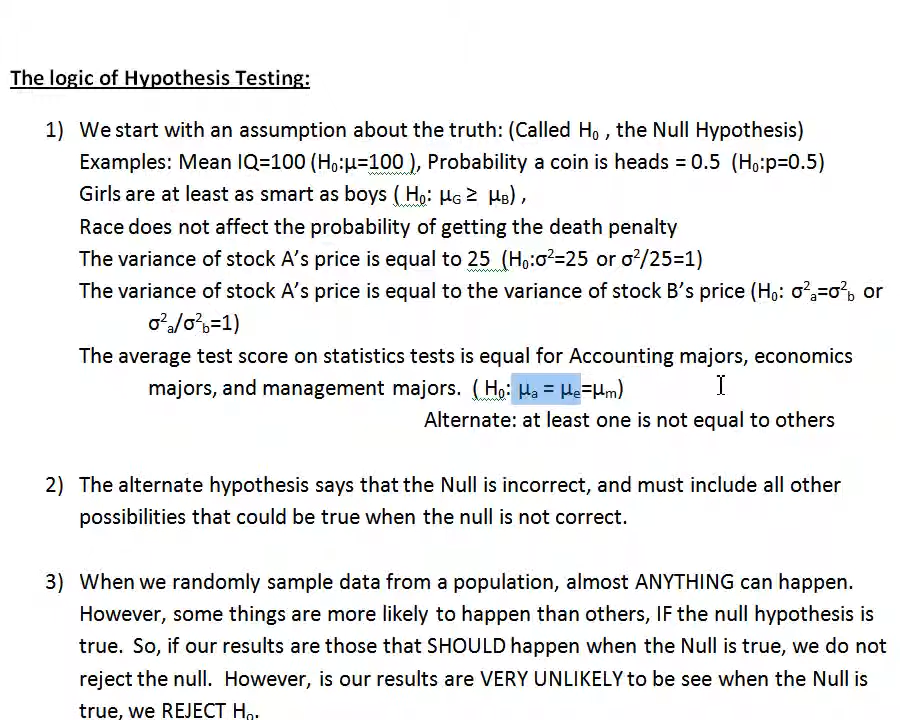 The logic of Hypothesis Testing:
1) We start with an assumption about the truth: (Called H₀ , the Null Hypothesis)
Examples: Mean IQ=100 (H₀:μ=100 ), Probability a coin is heads = 0.5 (H₀:p=0.5)
Girls are at least as smart as boys ( H₀: μG ≥ μB) ,
Race does not affect the probability of getting the death penalty
The variance of stock A’s price is equal to 25 (H₀:σ²=25 or σ²/25=1)
The variance of stock A’s price is equal to the variance of stock B’s price (H₀: σ²a=σ²b or
σ²a/σ²b=1)
The average test score on statistics tests is equal for Accounting majors, economics
majors, and management majors. ( H₀: μa = μe=μm)
Alternate: at least one is not equal to others
2) The alternate hypothesis says that the Null is incorrect, and must include all other
possibilities that could be true when the null is not correct.
3) When we randomly sample data from a population, almost ANYTHING can happen.
However, some things are more likely to happen than others, IF the null hypothesis is
true. So, if our results are those that SHOULD happen when the Null is true, we do not
reject the null. However, is our results are VERY UNLIKELY to be see when the Null is
true, we REJECT H₀.